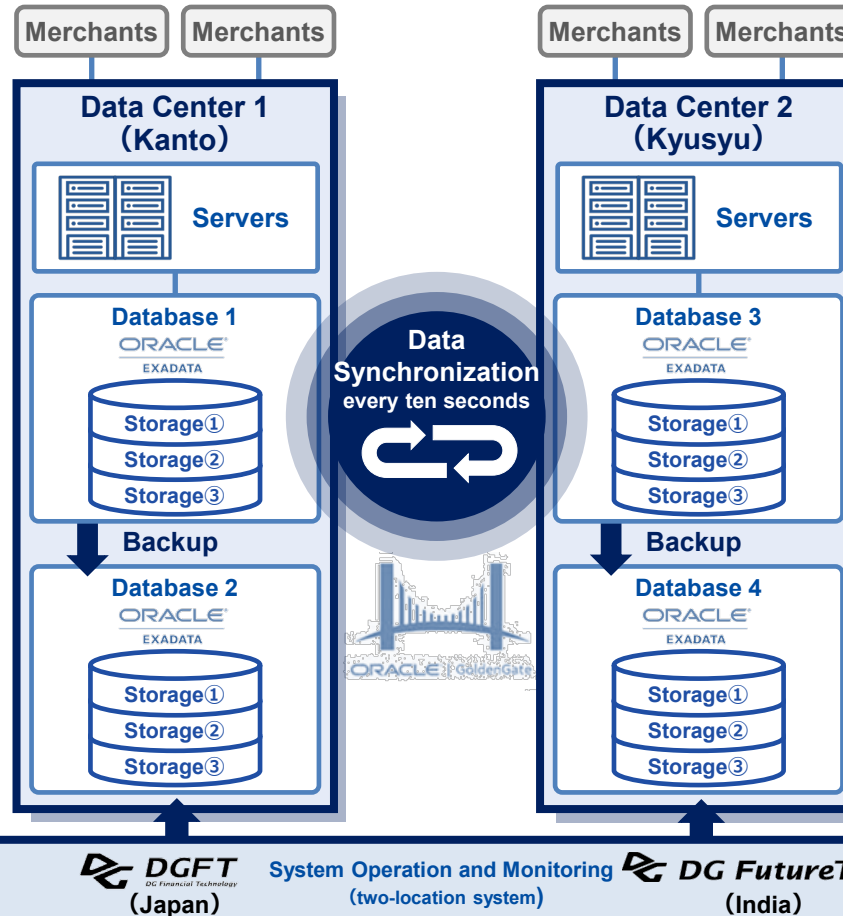 Merchants
Merchants
Merchants
Merchants
Data Center 1
（Kanto）
Servers
Database 1
ORACLE
EXADATA
Storage①
Storage②
Storage③
Backup
Database 2
ORACLE
EXADATA
Storage①
Storage②
Storage③
Data
Synchronization
every ten seconds
ORACLE GoldenGate
Data Center 2
（Kyusyu）
Servers
Database 3
ORACLE
EXADATA
Storage①
Storage②
Storage③
Backup
Database 4
ORACLE
EXADATA
Storage①
Storage②
Storage③
DG DGFT
DG Financial Technology
(Japan)
System Operation and Monitoring
(two-location system)
DG DG FutureT
(India)